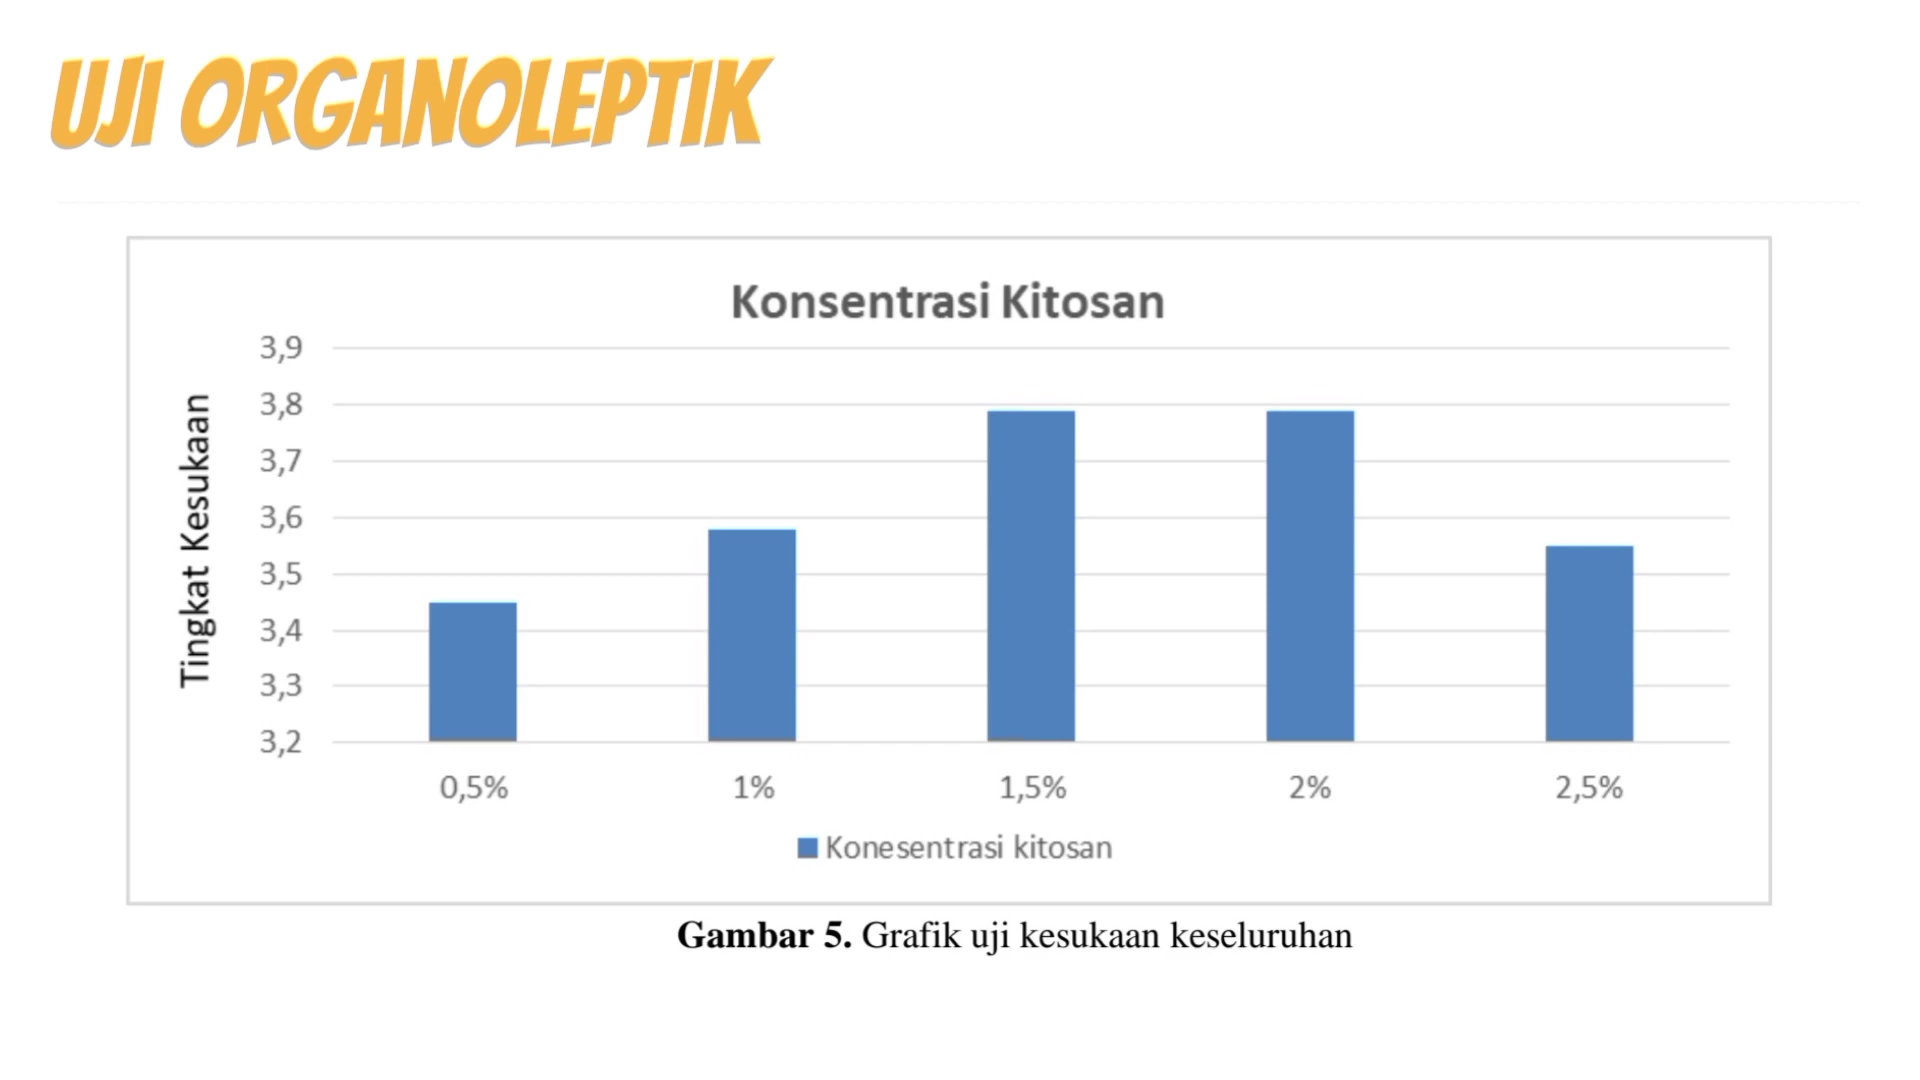 UJI ORGANOLEPTIK
Konsentrasi Kitosan
Tingkat Kesukaan
3,9
3,8
3,7
3,6
3,5
3,4
3,3
3,2
0,5% 1% 1,5% 2% 2,5%
Konesentrasi kitosan
Gambar 5. Grafik uji kesukaan keseluruhan